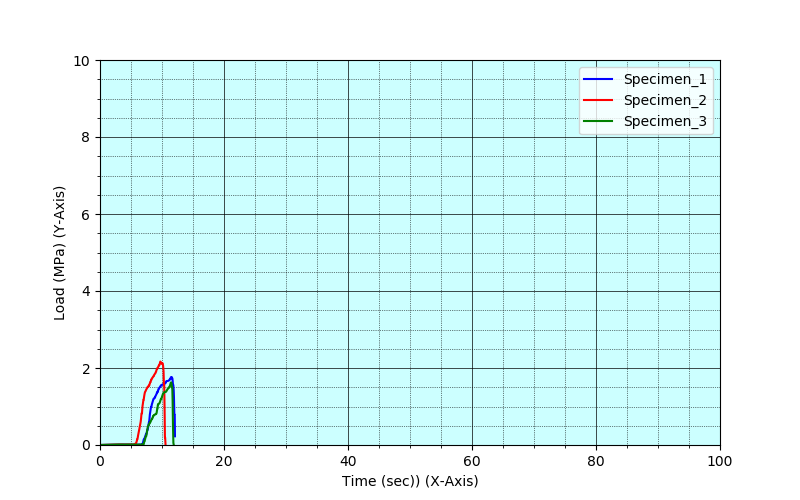 10
8
6
4
2
0
Load (MPa) (Y-Axis)
Specimen_1
Specimen_2
Specimen_3
0 20 40 60 80 100
Time (sec)) (X-Axis)